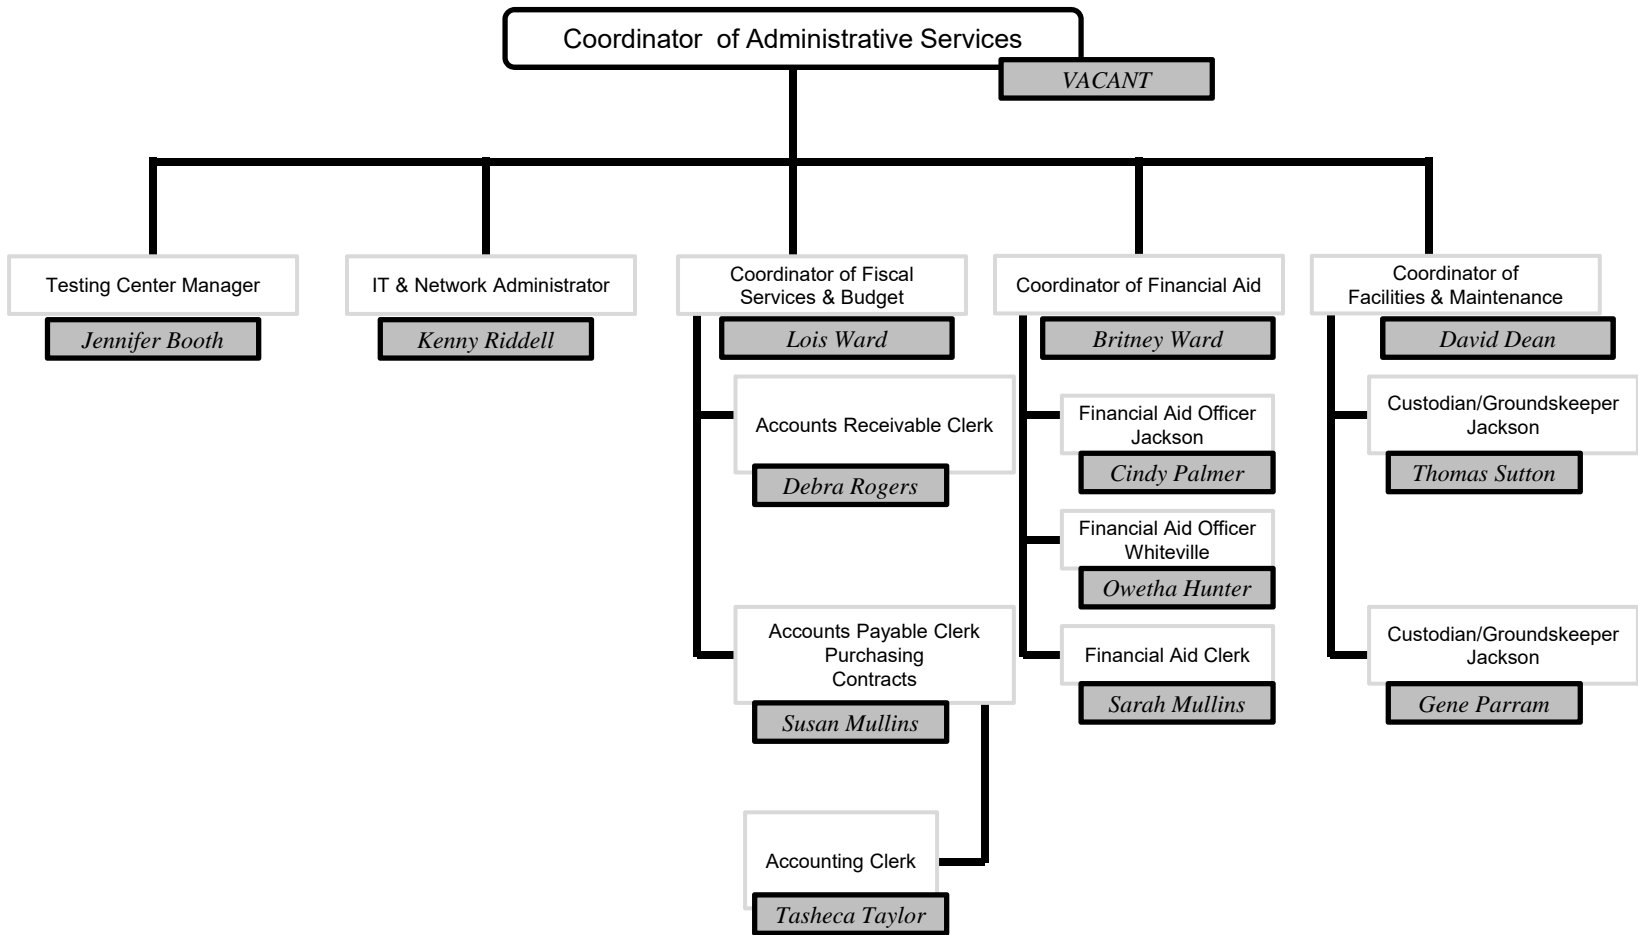 Coordinator of Administrative Services
VACANT
Testing Center Manager
Jennifer Booth
IT & Network Administrator
Kenny Riddell
Coordinator of Fiscal
Services & Budget
Lois Ward
Accounts Receivable Clerk
Debra Rogers
Accounts Payable Clerk
Purchasing
Contracts
Susan Mullins
Accounting Clerk
Tasheca Taylor
Coordinator of Financial Aid
Britney Ward
Financial Aid Officer
Jackson
Cindy Palmer
Financial Aid Officer
Whiteville
Owetha Hunter
Financial Aid Clerk
Sarah Mullins
Coordinator of
Facilities & Maintenance
David Dean
Custodian/Groundskeeper
Jackson
Thomas Sutton
Custodian/Groundskeeper
Jackson
Gene Parram